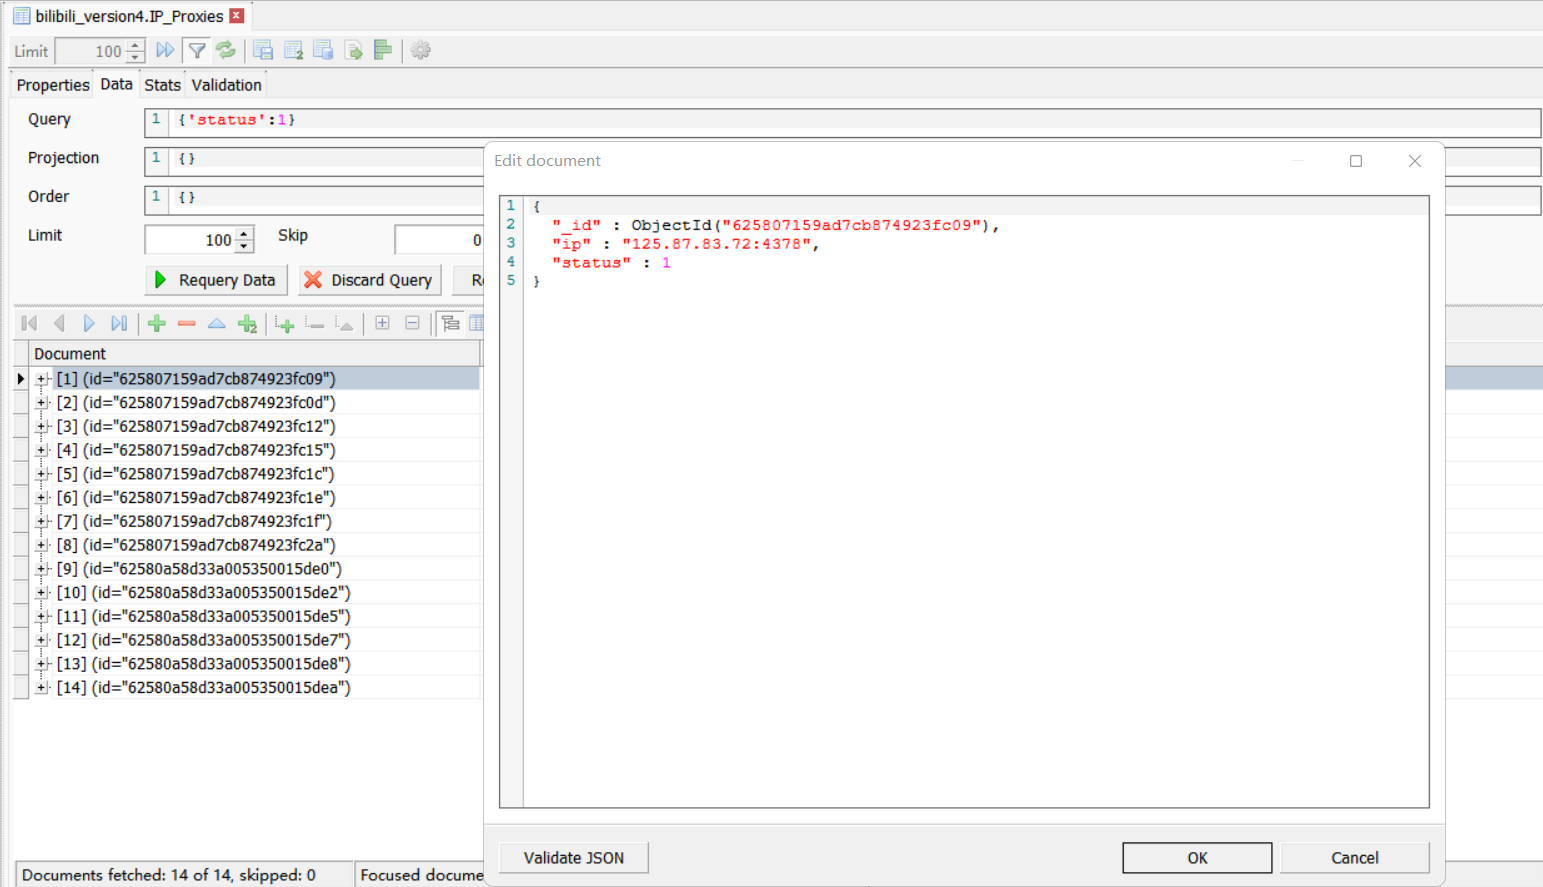 bilibili_version4.IP_Proxies
Limit 100
Properties Data Stats Validation
Query 1 {'status':1}
Projection 1 {}
Order 1 {}
Limit 100 Skip 0
Requery Data Discard Query Re
Document
[1] (id="625807159ad7cb874923fc09")
[2] (id="625807159ad7cb874923fc0d")
[3] (id="625807159ad7cb874923fc12")
[4] (id="625807159ad7cb874923fc15")
[5] (id="625807159ad7cb874923fc1c")
[6] (id="625807159ad7cb874923fc1e")
[7] (id="625807159ad7cb874923fc1f")
[8] (id="625807159ad7cb874923fc2a")
[9] (id="62580a58d33a005350015de0")
[10] (id="62580a58d33a005350015de2")
[11] (id="62580a58d33a005350015de5")
[12] (id="62580a58d33a005350015de7")
[13] (id="62580a58d33a005350015de8")
[14] (id="62580a58d33a005350015dea")
Documents fetched: 14 of 14, skipped: 0 Focused docume
Edit document
1 {
2 "_id" : ObjectId("625807159ad7cb874923fc09"),
3 "ip" : "125.87.83.72:4378",
4 "status" : 1
5 }
Validate JSON OK Cancel